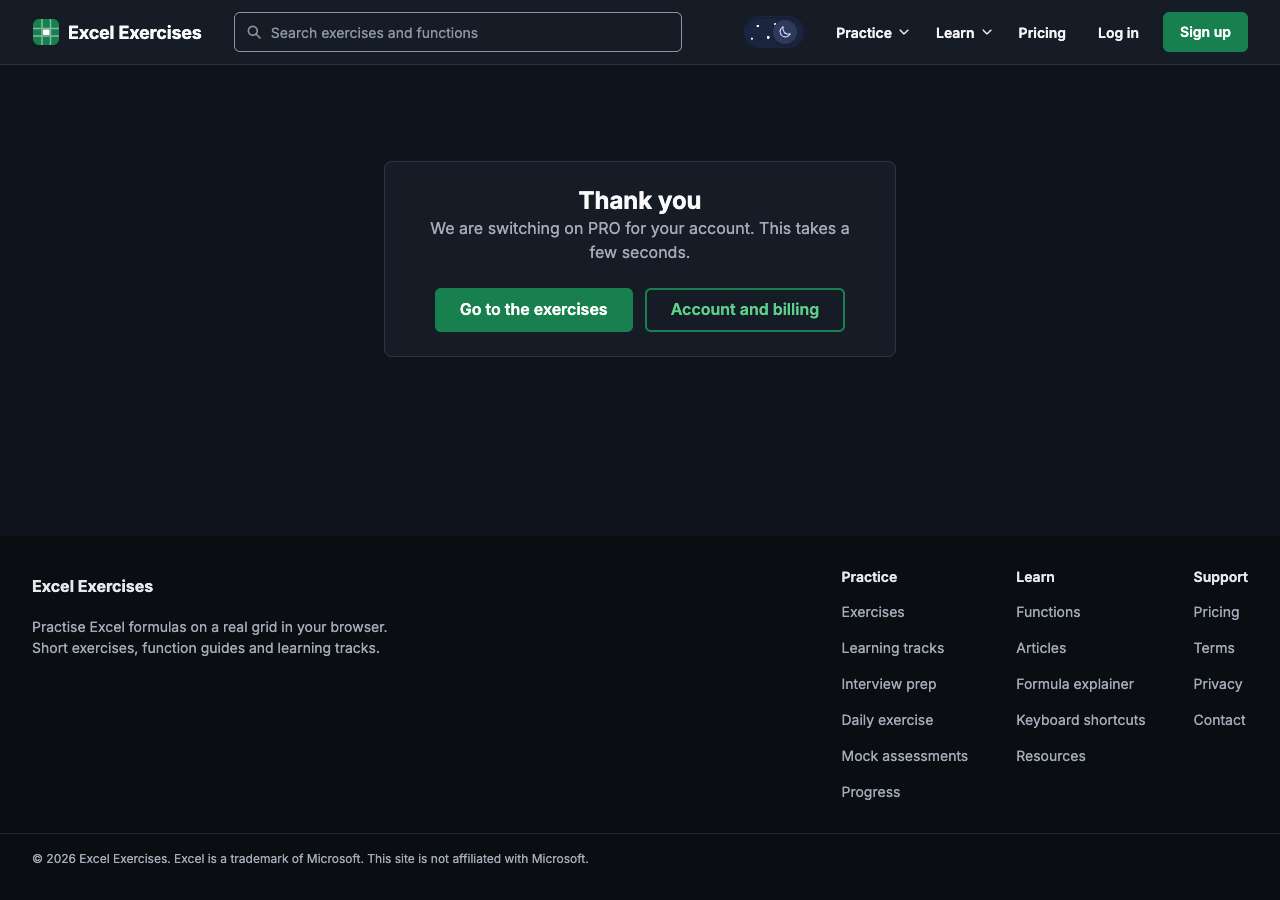 Excel Exercises
Search exercises and functions
Practice
Learn
Pricing
Log in
Sign up
Thank you
We are switching on PRO for your account. This takes a
few seconds.
Go to the exercises
Account and billing
Excel Exercises
Practise Excel formulas on a real grid in your browser.
Short exercises, function guides and learning tracks.
Practice
Exercises
Learning tracks
Interview prep
Daily exercise
Mock assessments
Progress
Learn
Functions
Articles
Formula explainer
Keyboard shortcuts
Resources
Support
Pricing
Terms
Privacy
Contact
© 2026 Excel Exercises. Excel is a trademark of Microsoft. This site is not affiliated with Microsoft.